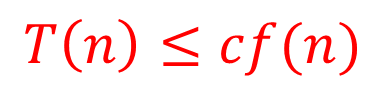 T(n) ≤ cf(n)